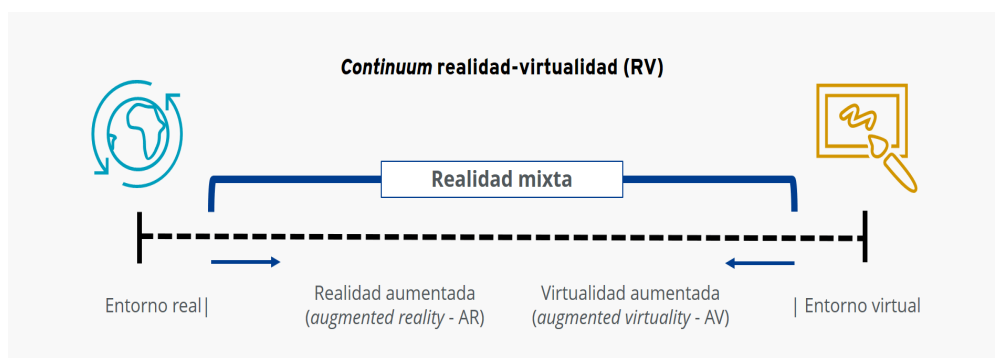 Continuum realidad-virtualidad (RV)
Realidad mixta
Entorno real|
Realidad aumentada
(augmented reality - AR)
Virtualidad aumentada
(augmented virtuality - AV)
| Entorno virtual